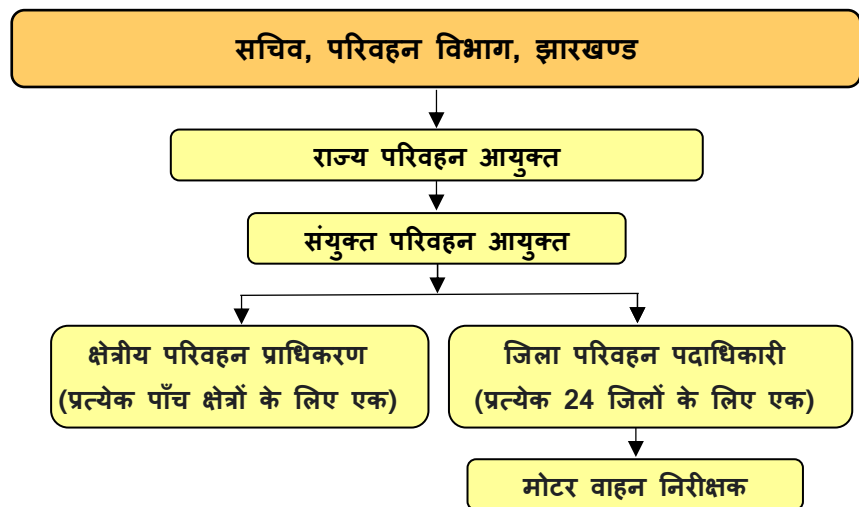 सचिव, परिवहन विभाग, झारखण्ड
राज्य परिवहन आयुक्त
संयुक्त परिवहन आयुक्त
क्षेत्रीय परिवहन प्राधिकरण
(प्रत्येक पाँच क्षेत्रों के लिए एक)
जिला परिवहन पदाधिकारी
(प्रत्येक 24 जिलों के लिए एक)
मोटर वाहन निरीक्षक